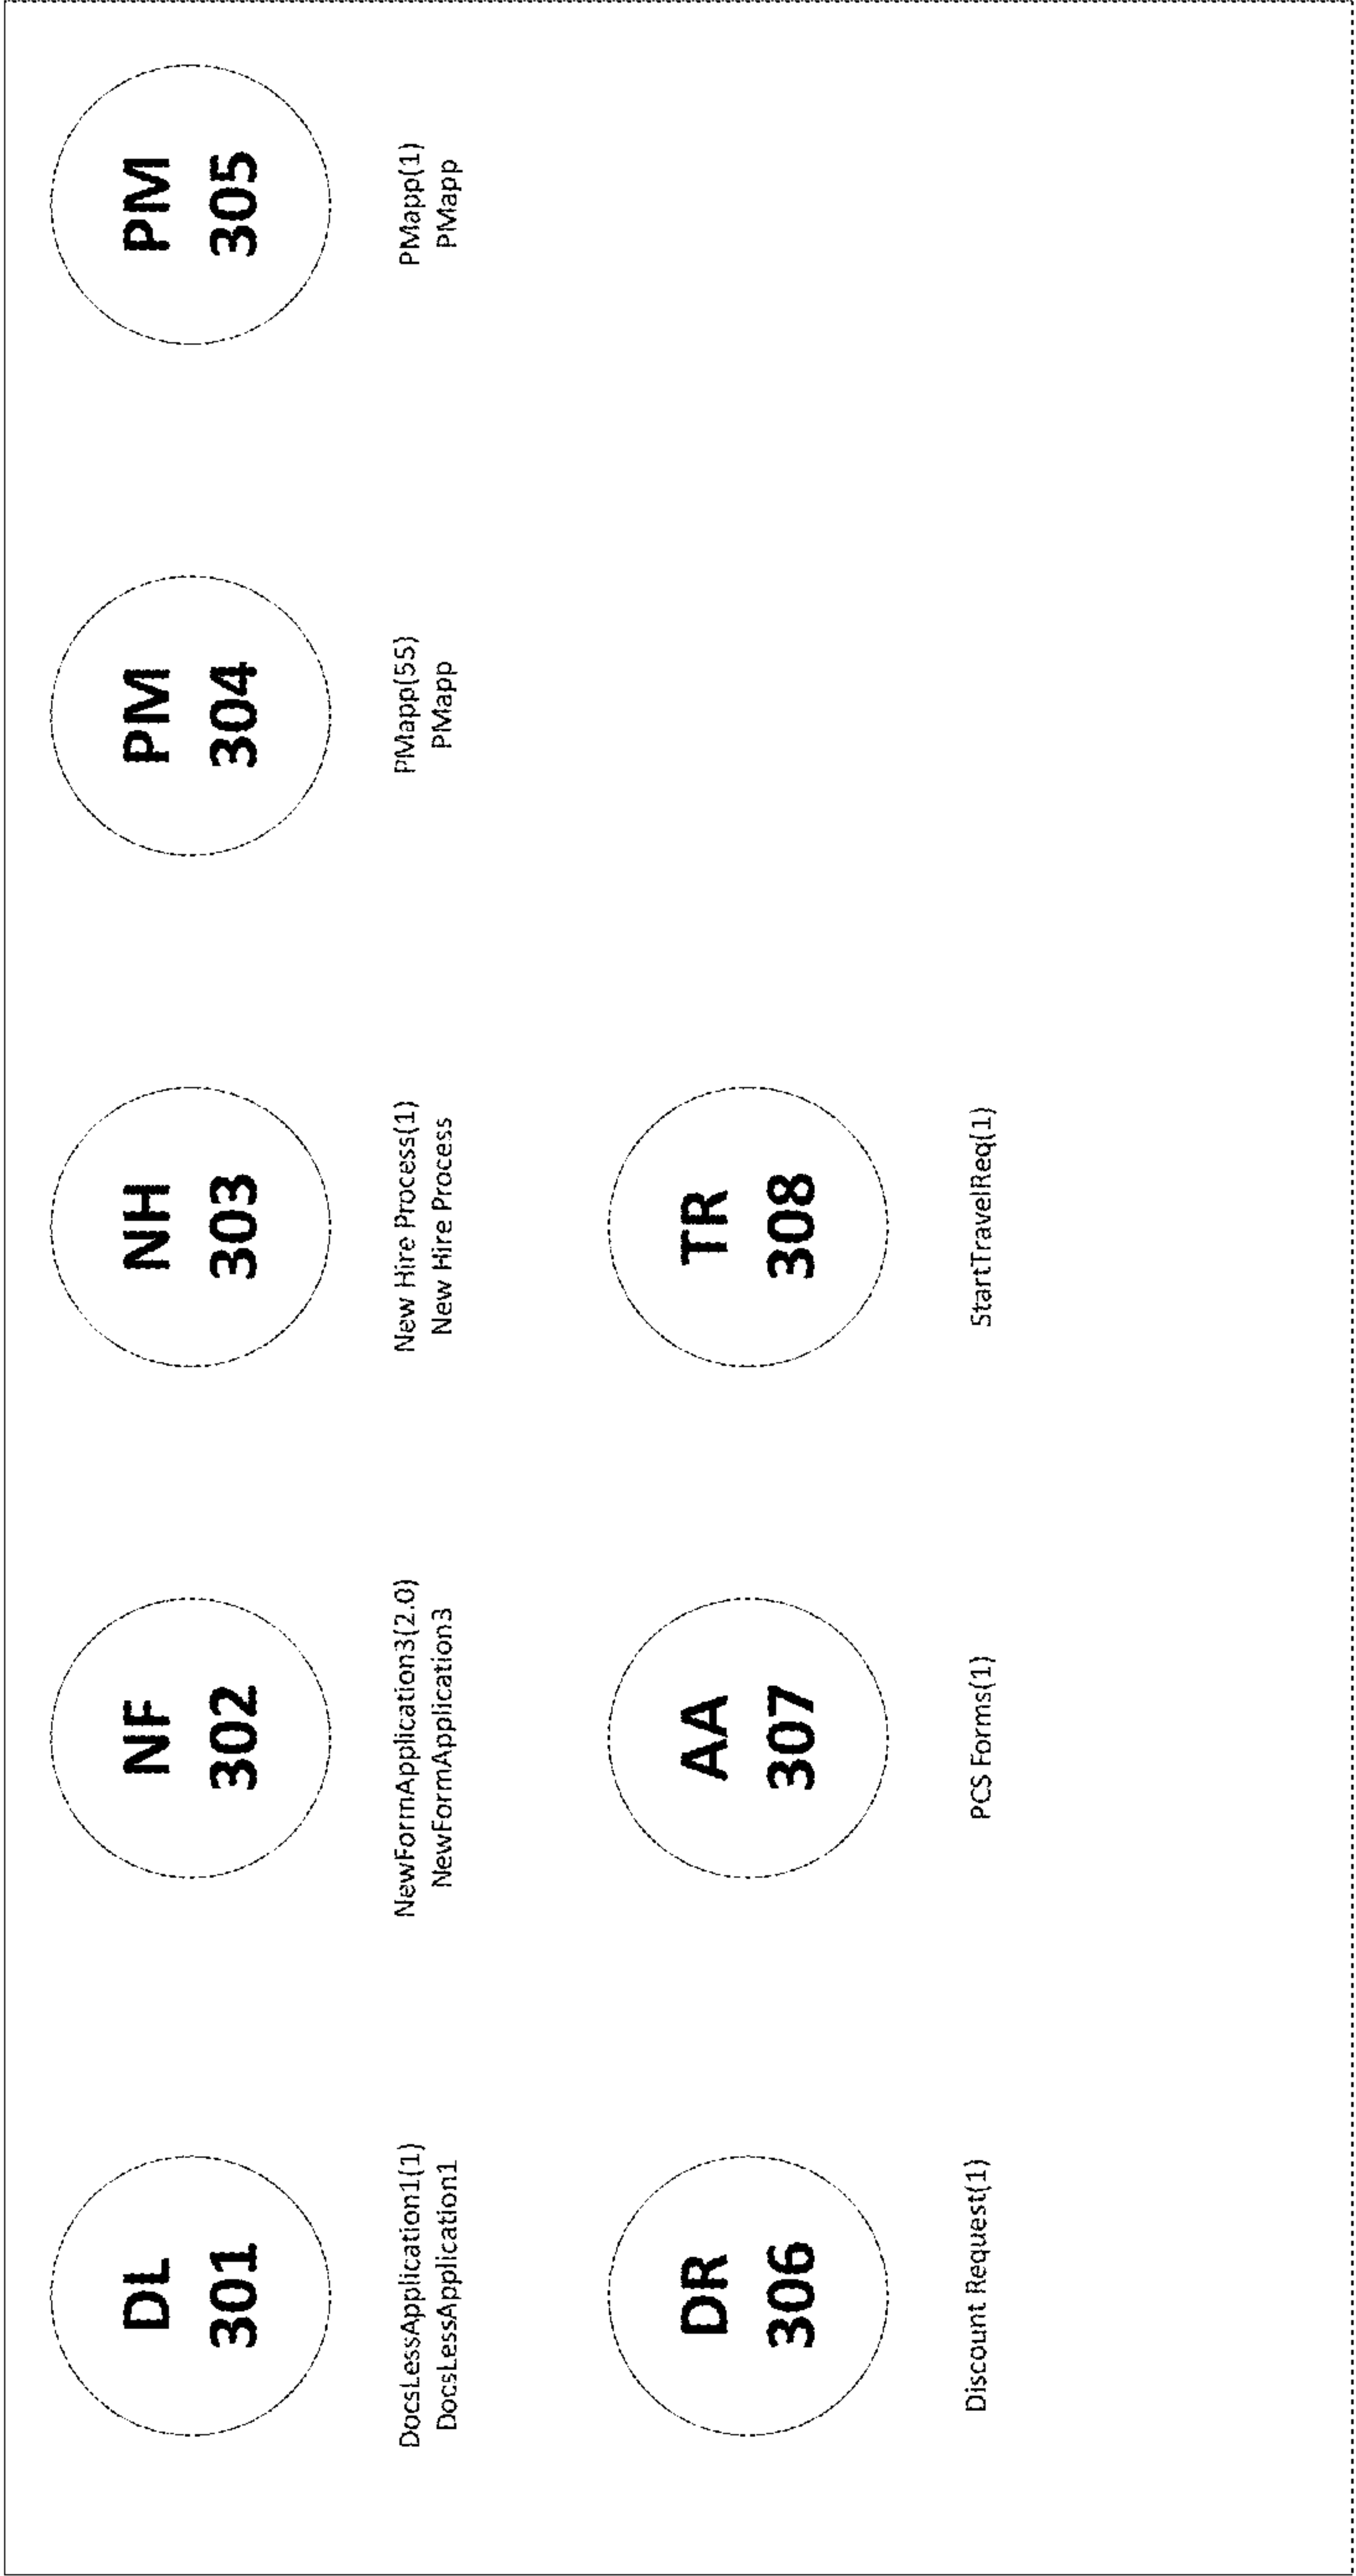 DL
301
DocsLessApplication1(1)
DocsLessApplication1
NF
302
NewFormApplication3(2.0)
NewFormApplication3
NH
303
New Hire Process(1)
New Hire Process
PM
304
PMapp(55)
PMapp
PM
305
PMapp(1)
PMapp
DR
306
Discount Request(1)
AA
307
PCS Forms(1)
TR
308
StartTravelReq(1)